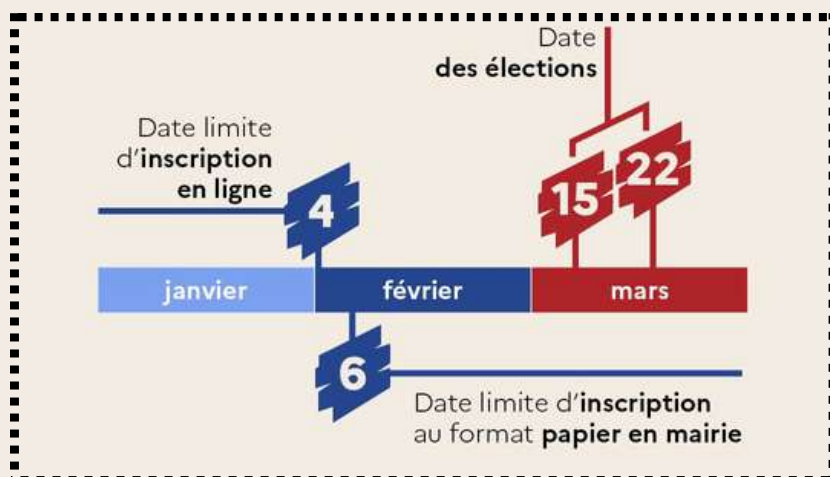 Date
des élections
Date limite
d'inscription
en ligne
4
15
22
janvier
février
mars
6
Date limite d'inscription
au format papier en mairie